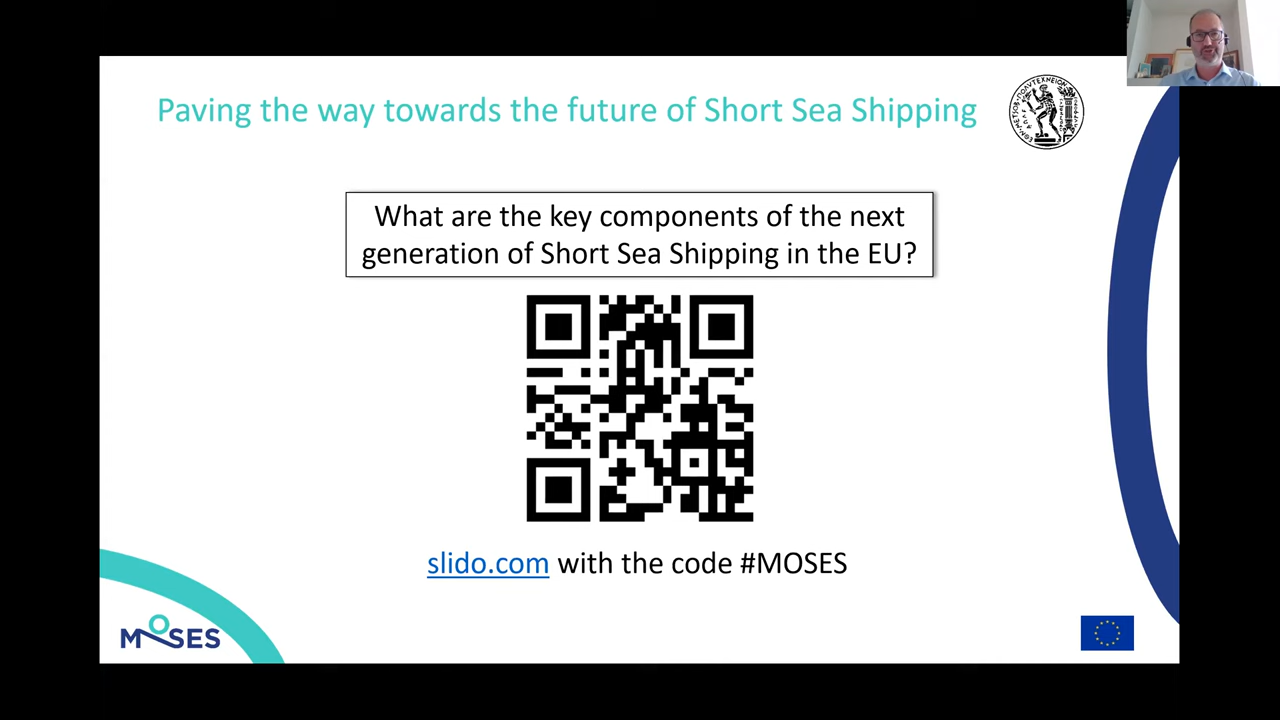 Paving the way towards the future of Short Sea Shipping
What are the key components of the next
generation of Short Sea Shipping in the EU?
slido.com with the code #MOSES
MOSES